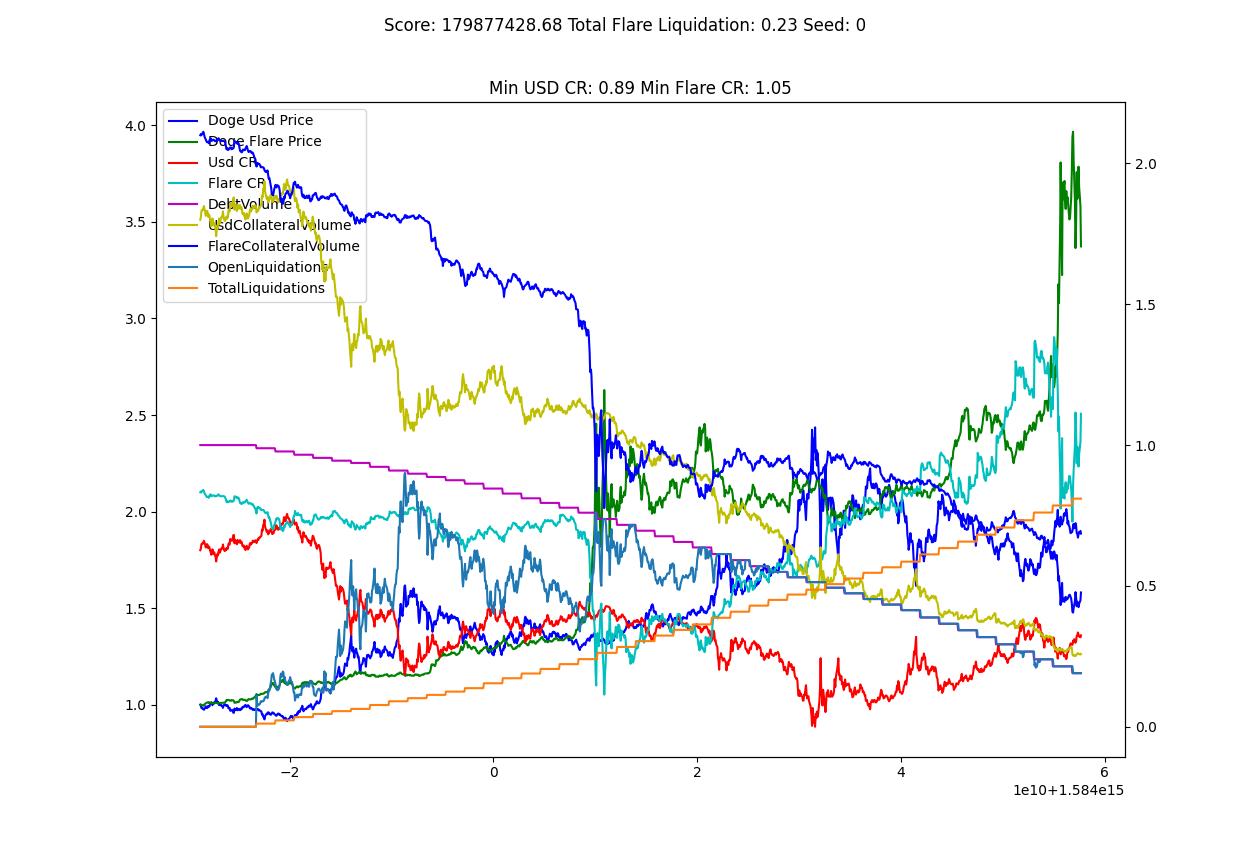 Score: 179877428.68 Total Flare Liquidation: 0.23 Seed: 0
Min USD CR: 0.89 Min Flare CR: 1.05
Doge Usd Price
Doge Flare Price
Usd CR
Flare CR
DebtVolume
UsdCollateralVolume
FlareCollateralVolume
OpenLiquidations
TotalLiquidations
4.0
3.5
3.0
2.5
2.0
1.5
1.0
2.0
1.5
1.0
0.5
0.0
−2
0
2
4
6
1e10+1.584e15